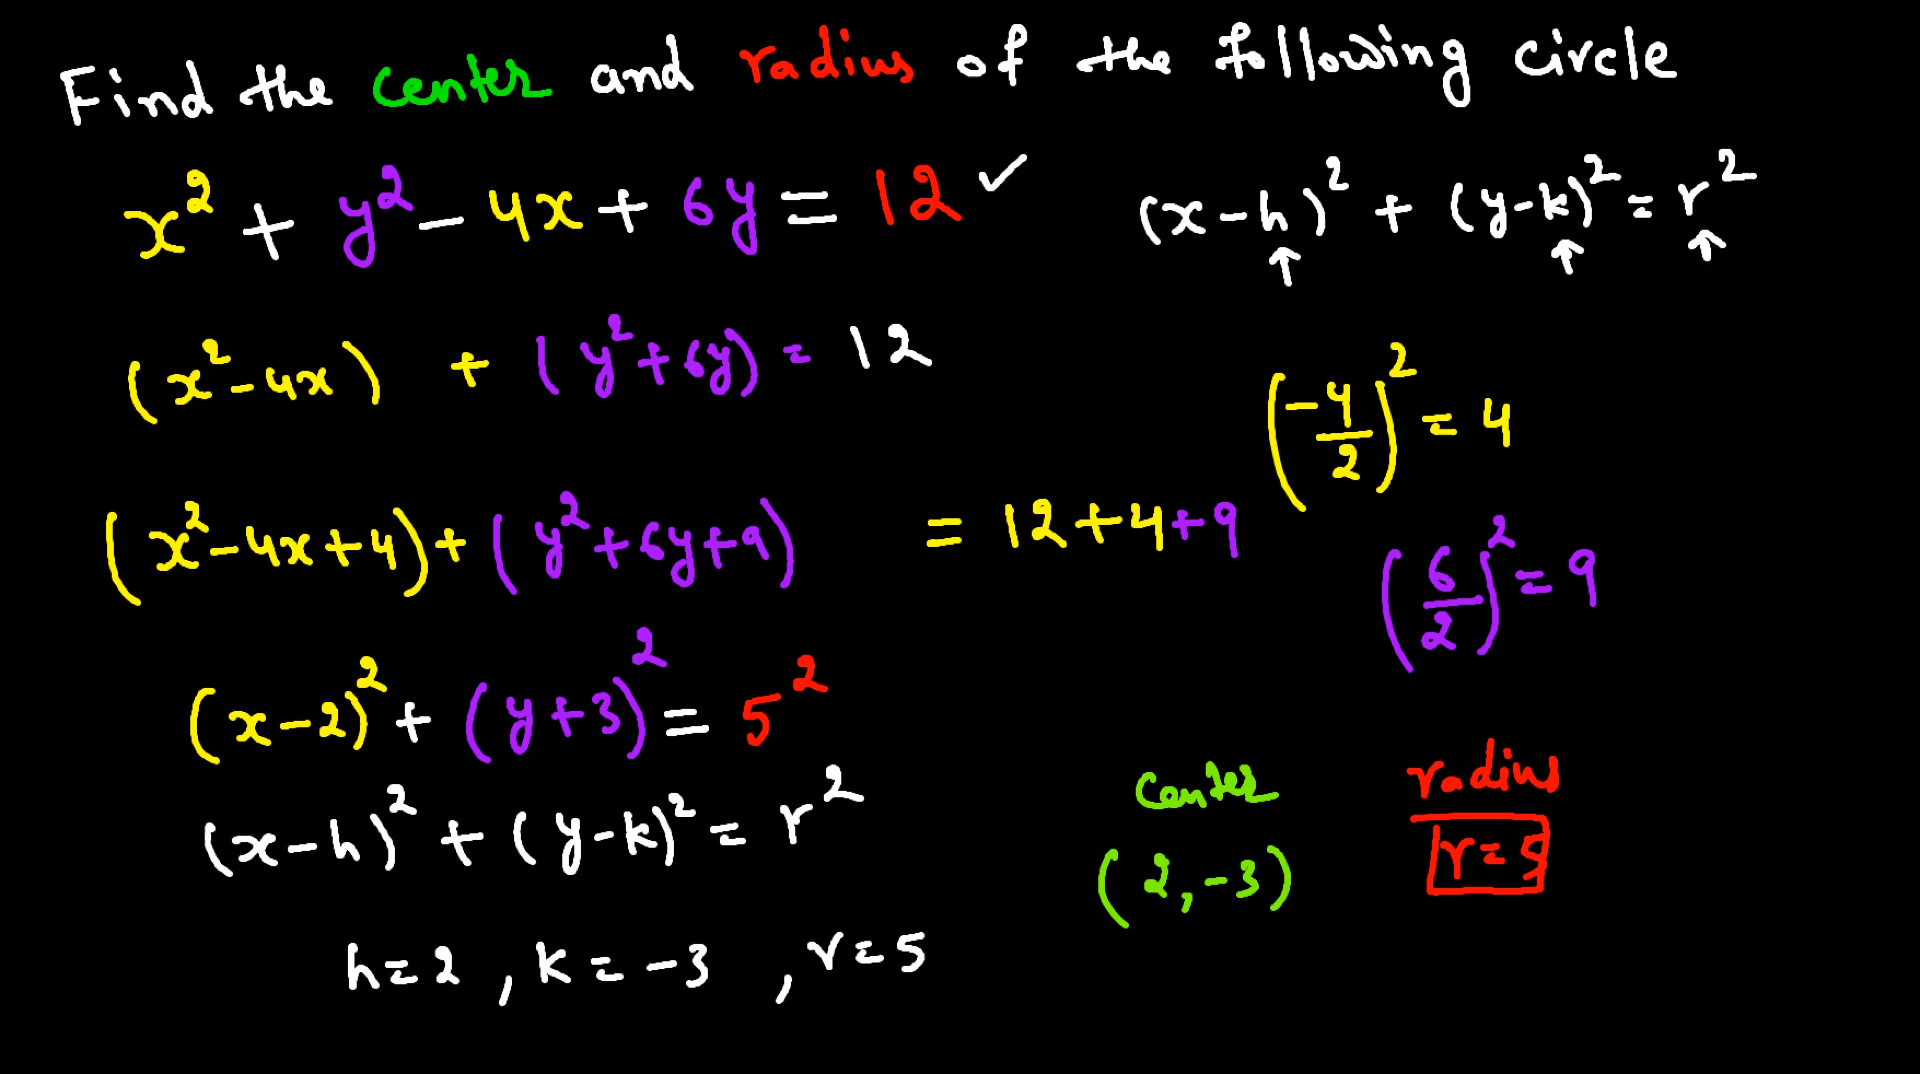 Find the center and radius of the following circle
x² + y² - 4x + 6y = 12 ✓
(x-h)² + (y-k)² = r²
↑ ↑ ↑
(x²-4x) + (y²+6y) = 12
(-4/2)² = 4
(x²-4x+4) + (y²+6y+9) = 12+4+9
(6/2)² = 9
(x-2)² + (y+3)² = 5²
(x-h)² + (y-k)² = r²
h=2 , k=-3 , r=5
center
(2,-3)
radius
r=5